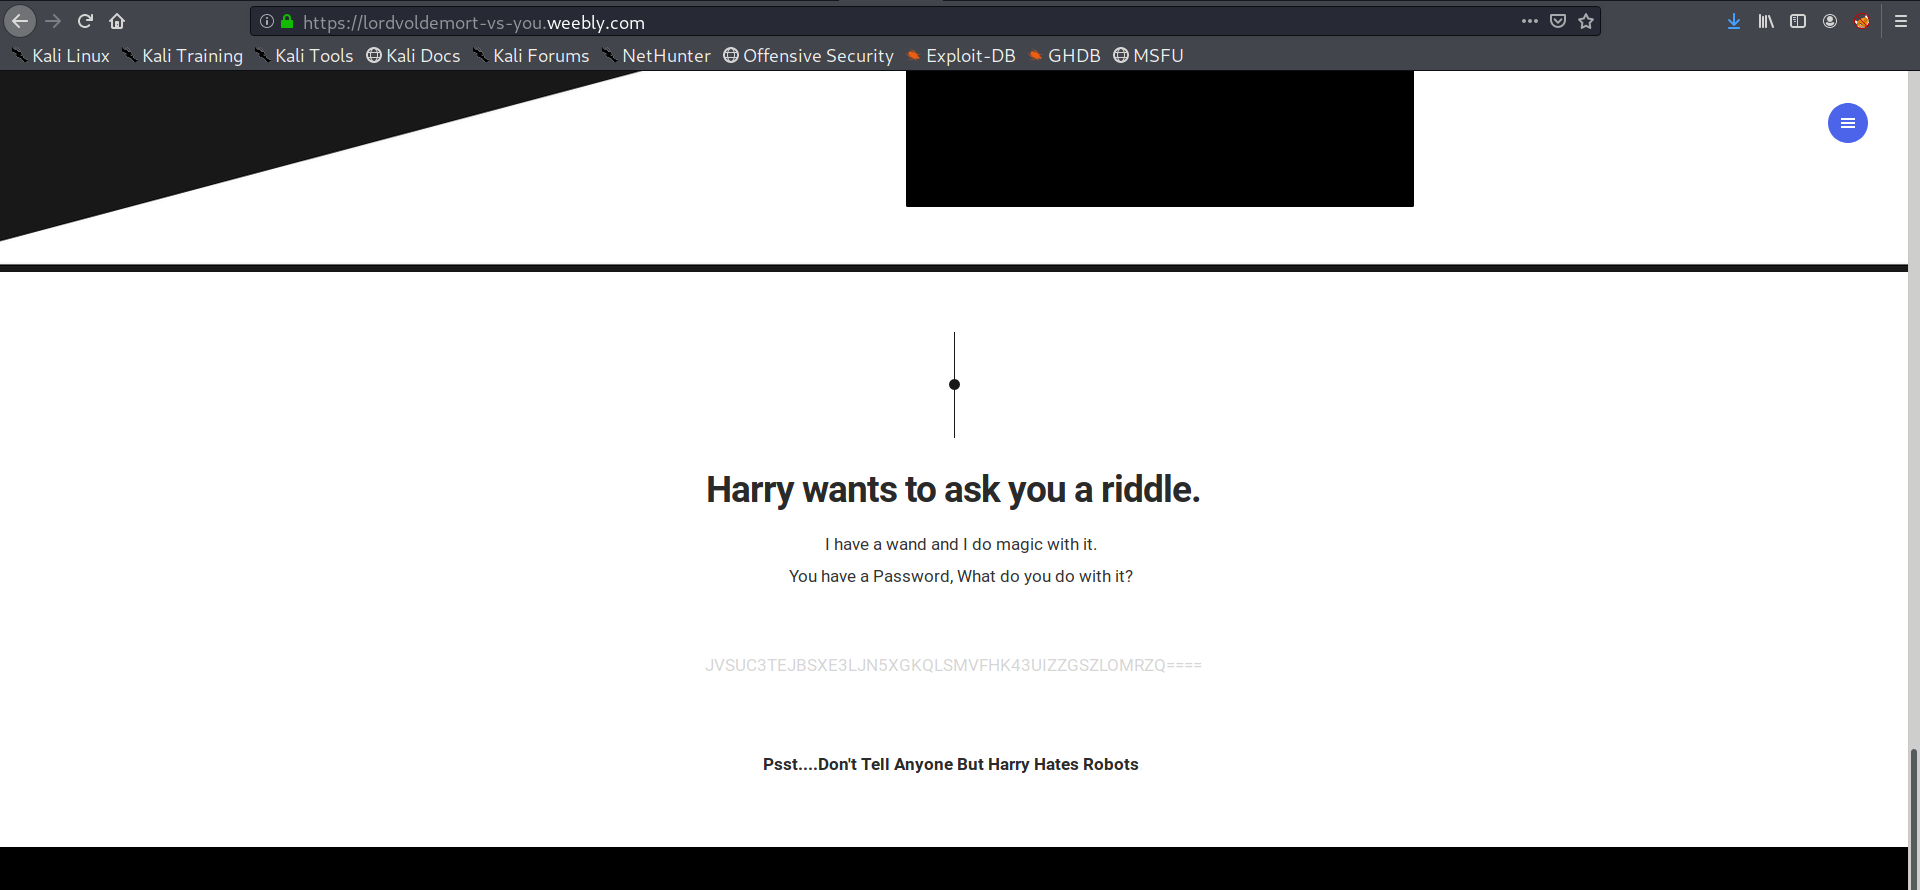 https://lordvoldemort-vs-you.weebly.com
Kali Linux Kali Training Kali Tools Kali Docs Kali Forums NetHunter Offensive Security Exploit-DB GHDB MSFU
Harry wants to ask you a riddle.
I have a wand and I do magic with it.
You have a Password, What do you do with it?
JVSUC3TEJBSXE3LJN5XGKQLSMVFHK43UIZZGSZLOMRZQ====
Psst....Don't Tell Anyone But Harry Hates Robots